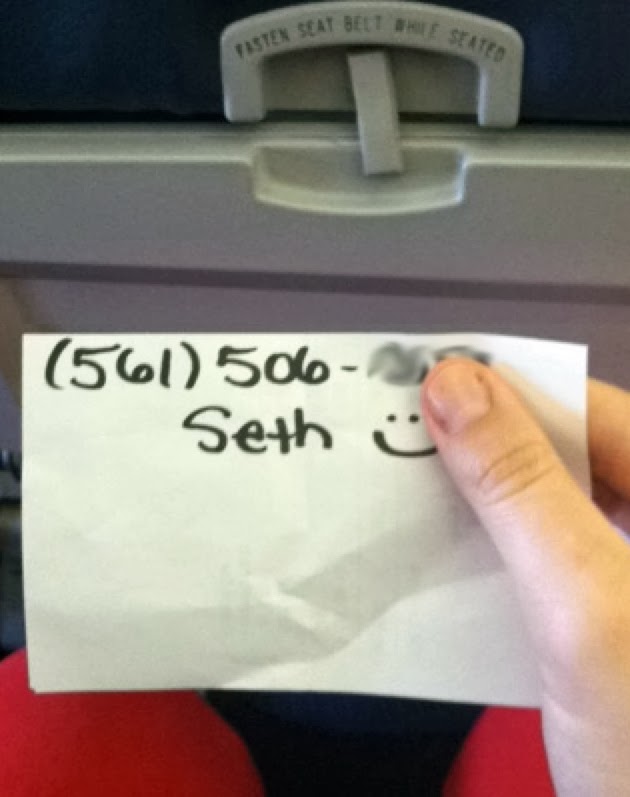 FASTEN SEAT BELT WHILE SEATED
(561) 506-
Seth